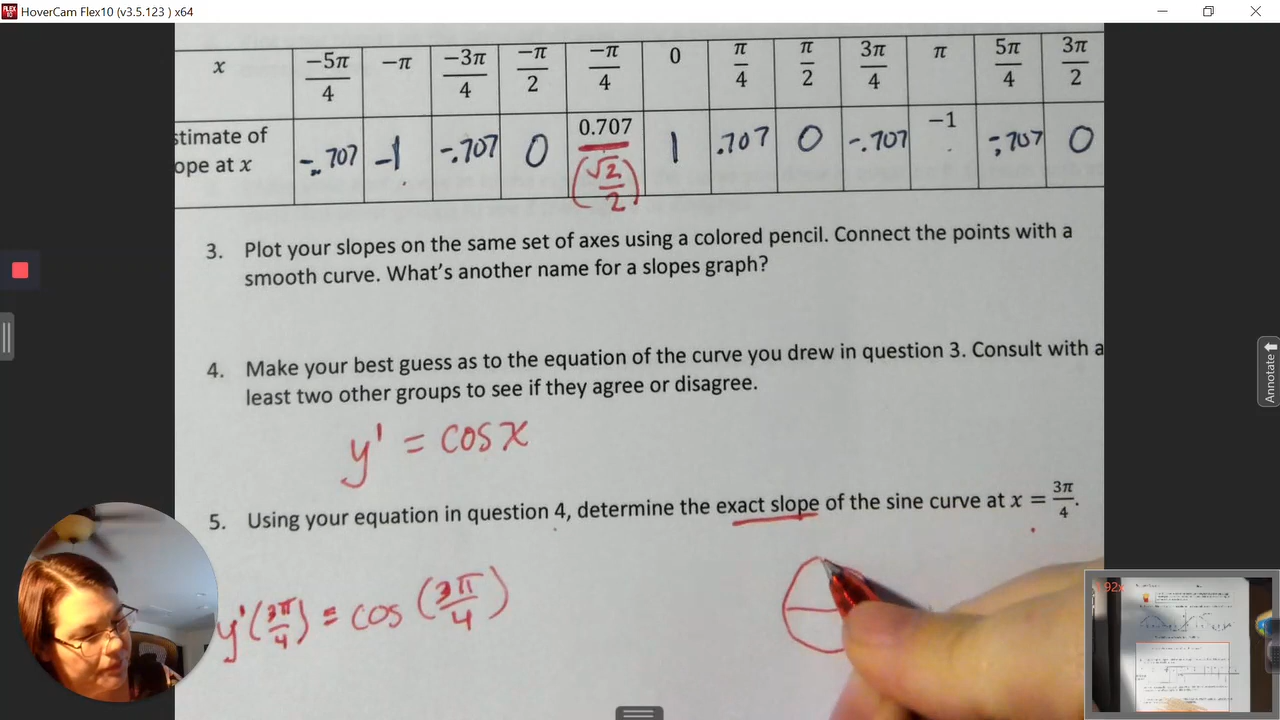 HoverCam Flex10 (v3.5.123) x64
x -5π/4 -π -3π/4 -π/2 -π/4 0 π/4 π/2 3π/4 π 5π/4 3π/2
stimate of
ope at x -.707 -1 -.707 0 0.707 1 .707 0 -.707 -1 -.707 0
(√2/2)
3. Plot your slopes on the same set of axes using a colored pencil. Connect the points with a
smooth curve. What's another name for a slopes graph?
4. Make your best guess as to the equation of the curve you drew in question 3. Consult with a
least two other groups to see if they agree or disagree.
y' = cos x
5. Using your equation in question 4, determine the exact slope of the sine curve at x = 3π/4.
y'(3π/4) = cos (3π/4)
Annotate